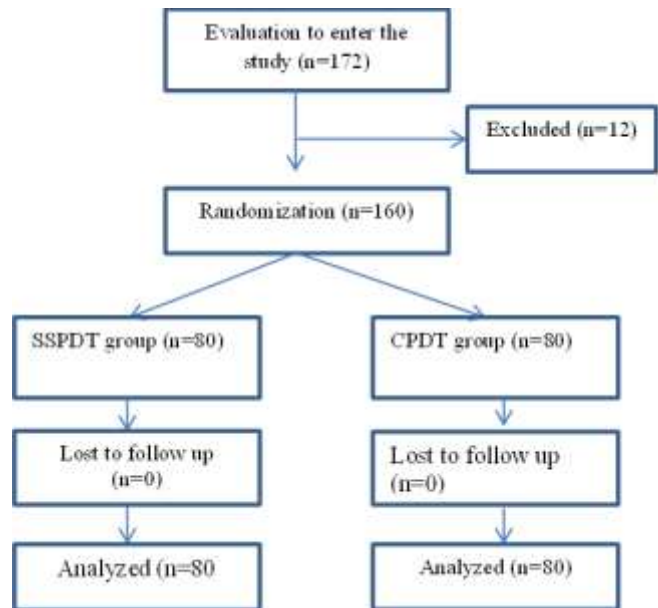 Evaluation to enter the
study (n=172)
Excluded (n=12)
Randomization (n=160)
SSPDT group (n=80)
CPDT group (n=80)
Lost to follow up
(n=0)
Lost to follow up
(n=0)
Analyzed (n=80
Analyzed (n=80)